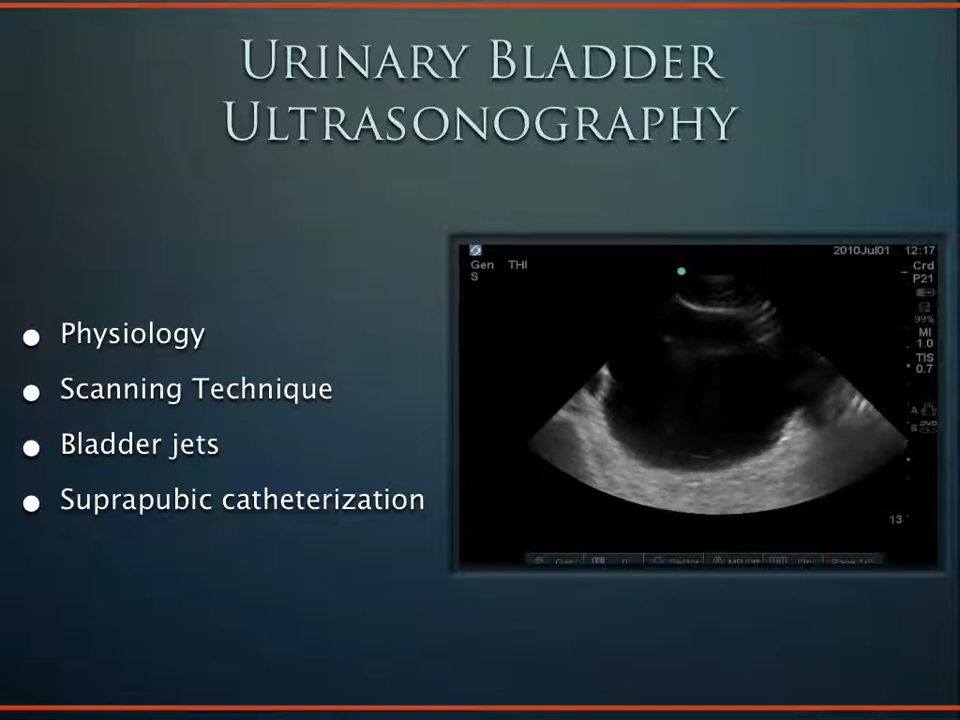 Urinary Bladder
Ultrasonography
Physiology
Scanning Technique
Bladder jets
Suprapubic catheterization
2010Jul01 12:17
Gen THI
S
Crd
P21
99%
MI
1.0
TIS
0.7
A
B
13
Gen